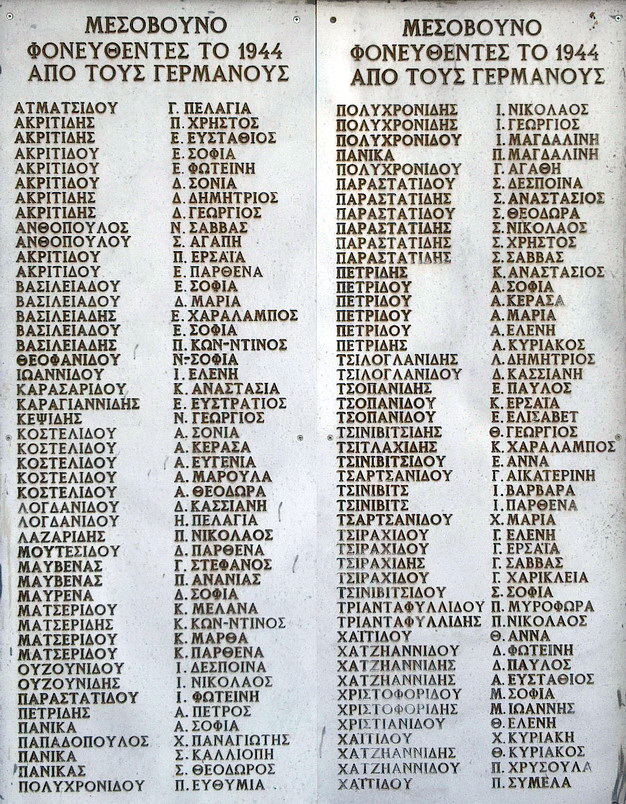 ΜΕΣΟΒΟΥΝΟ
ΦΟΝΕΥΘΕΝΤΕΣ ΤΟ 1944
ΑΠΟ ΤΟΥΣ ΓΕΡΜΑΝΟΥΣ
ΑΤΜΑΤΣΙΔΟΥ Γ. ΠΕΛΑΓΙΑ
ΑΚΡΙΤΙΔΗΣ Π. ΧΡΗΣΤΟΣ
ΑΚΡΙΤΙΔΗΣ Ε. ΕΥΣΤΑΘΙΟΣ
ΑΚΡΙΤΙΔΟΥ Ε. ΣΟΦΙΑ
ΑΚΡΙΤΙΔΟΥ Ε. ΦΩΤΕΙΝΗ
ΑΚΡΙΤΙΔΟΥ Δ. ΣΟΝΙΑ
ΑΚΡΙΤΙΔΗΣ Δ. ΔΗΜΗΤΡΙΟΣ
ΑΚΡΙΤΙΔΗΣ Δ. ΓΕΩΡΓΙΟΣ
ΑΝΘΟΠΟΥΛΟΣ Ν. ΣΑΒΒΑΣ
ΑΝΘΟΠΟΥΛΟΥ Σ. ΑΓΑΠΗ
ΑΚΡΙΤΙΔΟΥ Π. ΕΡΣΑΪΑ
ΑΚΡΙΤΙΔΟΥ Ε. ΠΑΡΘΕΝΑ
ΒΑΣΙΛΕΙΑΔΟΥ Ε. ΣΟΦΙΑ
ΒΑΣΙΛΕΙΑΔΟΥ Δ. ΜΑΡΙΑ
ΒΑΣΙΛΕΙΑΔΗΣ Ε. ΧΑΡΑΛΑΜΠΟΣ
ΒΑΣΙΛΕΙΑΔΟΥ Ε. ΣΟΦΙΑ
ΒΑΣΙΛΕΙΑΔΗΣ Π. ΚΩΝ-ΝΤΙΝΟΣ
ΘΕΟΦΑΝΙΔΟΥ Ν-ΣΟΦΙΑ
ΙΩΑΝΝΙΔΟΥ Ι. ΕΛΕΝΗ
ΚΑΡΑΣΑΡΙΔΟΥ Κ. ΑΝΑΣΤΑΣΙΑ
ΚΑΡΑΓΙΑΝΝΙΔΗΣ Ε. ΕΥΣΤΡΑΤΙΟΣ
ΚΕΨΙΔΗΣ Ν. ΓΕΩΡΓΙΟΣ
ΚΟΣΤΕΛΙΔΟΥ Α. ΣΟΝΙΑ
ΚΟΣΤΕΛΙΔΟΥ Α. ΚΕΡΑΣΑ
ΚΟΣΤΕΛΙΔΟΥ Α. ΕΥΓΕΝΙΑ
ΚΟΣΤΕΛΙΔΟΥ Α. ΜΑΡΟΥΛΑ
ΚΟΣΤΕΛΙΔΟΥ Α. ΘΕΟΔΩΡΑ
ΛΟΓΔΑΝΙΔΟΥ Δ. ΚΑΣΣΙΑΝΗ
ΛΟΓΔΑΝΙΔΟΥ Η. ΠΕΛΑΓΙΑ
ΛΑΖΑΡΙΔΗΣ Π. ΝΙΚΟΛΑΟΣ
ΜΟΥΤΕΣΙΔΟΥ Δ. ΠΑΡΘΕΝΑ
ΜΑΥΒΕΝΑΣ Γ. ΣΤΕΦΑΝΟΣ
ΜΑΥΒΕΝΑΣ Π. ΑΝΑΝΙΑΣ
ΜΑΥΡΕΝΑ Δ. ΣΟΦΙΑ
ΜΑΤΣΕΡΙΔΟΥ Κ. ΜΕΛΑΝΑ
ΜΑΤΣΕΡΙΔΗΣ Κ. ΚΩΝ-ΝΤΙΝΟΣ
ΜΑΤΣΕΡΙΔΟΥ Κ. ΜΑΡΘΑ
ΜΑΤΣΕΡΙΔΟΥ Κ. ΠΑΡΘΕΝΑ
ΟΥΖΟΥΝΙΔΟΥ Ι. ΔΕΣΠΟΙΝΑ
ΟΥΖΟΥΝΙΔΗΣ Ι. ΝΙΚΟΛΑΟΣ
ΠΑΡΑΣΤΑΤΙΔΟΥ Ι. ΦΩΤΕΙΝΗ
ΠΕΤΡΙΔΗΣ Α. ΠΕΤΡΟΣ
ΠΑΝΙΚΑ Α. ΣΟΦΙΑ
ΠΑΠΑΔΟΠΟΥΛΟΣ Χ. ΠΑΝΑΓΙΩΤΗΣ
ΠΑΝΙΚΑ Σ. ΚΑΛΛΙΟΠΗ
ΠΑΝΙΚΑΣ Σ. ΘΕΟΔΩΡΟΣ
ΠΟΛΥΧΡΟΝΙΔΟΥ Π. ΕΥΘΥΜΙΑ
ΜΕΣΟΒΟΥΝΟ
ΦΟΝΕΥΘΕΝΤΕΣ ΤΟ 1944
ΑΠΟ ΤΟΥΣ ΓΕΡΜΑΝΟΥΣ
ΠΟΛΥΧΡΟΝΙΔΗΣ Ι. ΝΙΚΟΛΑΟΣ
ΠΟΛΥΧΡΟΝΙΔΗΣ Ι. ΓΕΩΡΓΙΟΣ
ΠΟΛΥΧΡΟΝΙΔΟΥ Ι. ΜΑΓΔΑΛΙΝΗ
ΠΑΝΙΚΑ Π. ΜΑΓΔΑΛΙΝΗ
ΠΟΛΥΧΡΟΝΙΔΟΥ Γ. ΑΓΑΘΗ
ΠΑΡΑΣΤΑΤΙΔΟΥ Σ. ΔΕΣΠΟΙΝΑ
ΠΑΡΑΣΤΑΤΙΔΗΣ Σ. ΑΝΑΣΤΑΣΙΟΣ
ΠΑΡΑΣΤΑΤΙΔΟΥ Σ. ΘΕΟΔΩΡΑ
ΠΑΡΑΣΤΑΤΙΔΗΣ Σ. ΝΙΚΟΛΑΟΣ
ΠΑΡΑΣΤΑΤΙΔΗΣ Σ. ΧΡΗΣΤΟΣ
ΠΑΡΑΣΤΑΤΙΔΗΣ Σ. ΣΑΒΒΑΣ
ΠΕΤΡΙΔΗΣ Κ. ΑΝΑΣΤΑΣΙΟΣ
ΠΕΤΡΙΔΟΥ Α. ΣΟΦΙΑ
ΠΕΤΡΙΔΟΥ Α. ΚΕΡΑΣΑ
ΠΕΤΡΙΔΟΥ Α. ΜΑΡΙΑ
ΠΕΤΡΙΔΟΥ Α. ΕΛΕΝΗ
ΠΕΤΡΙΔΗΣ Α. ΚΥΡΙΑΚΟΣ
ΤΣΙΛΟΓΛΑΝΙΔΗΣ Λ. ΔΗΜΗΤΡΙΟΣ
ΤΣΙΛΟΓΛΑΝΙΔΟΥ Δ. ΚΑΣΣΙΑΝΗ
ΤΣΟΠΑΝΙΔΗΣ Ε. ΠΑΥΛΟΣ
ΤΣΟΠΑΝΙΔΟΥ Κ. ΕΡΣΑΪΑ
ΤΣΟΠΑΝΙΔΟΥ Ε. ΕΛΙΣΑΒΕΤ
ΤΣΙΝΙΒΙΤΣΙΔΗΣ Θ. ΓΕΩΡΓΙΟΣ
ΤΣΙΤΛΑΧΙΔΗΣ Κ. ΧΑΡΑΛΑΜΠΟΣ
ΤΣΙΝΙΒΙΤΣΙΔΟΥ Ε. ΑΝΝΑ
ΤΣΑΡΤΣΑΝΙΔΟΥ Γ. ΑΙΚΑΤΕΡΙΝΗ
ΤΣΙΝΙΒΙΤΣ Ι. ΒΑΡΒΑΡΑ
ΤΣΙΝΙΒΙΤΣ Ι. ΠΑΡΘΕΝΑ
ΤΣΑΡΤΣΑΝΙΔΟΥ Χ. ΜΑΡΙΑ
ΤΣΙΡΑΧΙΔΟΥ Γ. ΕΛΕΝΗ
ΤΣΙΡΑΧΙΔΟΥ Γ. ΕΡΣΑΪΑ
ΤΣΙΡΑΧΙΔΗΣ Γ. ΣΑΒΒΑΣ
ΤΣΙΡΑΧΙΔΟΥ Γ. ΧΑΡΙΚΛΕΙΑ
ΤΣΙΝΙΒΙΤΣΙΔΟΥ Σ. ΣΟΦΙΑ
ΤΡΙΑΝΤΑΦΥΛΛΙΔΟΥ Π. ΜΥΡΟΦΩΡΑ
ΤΡΙΑΝΤΑΦΥΛΛΙΔΗΣ Π. ΝΙΚΟΛΑΟΣ
ΧΑΪΤΙΔΟΥ Θ. ΑΝΝΑ
ΧΑΤΖΗΑΝΝΙΔΟΥ Δ. ΦΩΤΕΙΝΗ
ΧΑΤΖΗΑΝΝΙΔΗΣ Δ. ΠΑΥΛΟΣ
ΧΑΤΖΗΑΝΝΙΔΗΣ Α. ΕΥΣΤΑΘΙΟΣ
ΧΡΙΣΤΟΦΟΡΙΔΟΥ Μ. ΣΟΦΙΑ
ΧΡΙΣΤΟΦΟΡΙΔΗΣ Μ. ΙΩΑΝΝΗΣ
ΧΡΙΣΤΙΑΝΙΔΟΥ Θ. ΕΛΕΝΗ
ΧΑΪΤΙΔΟΥ Χ. ΚΥΡΙΑΚΗ
ΧΑΤΖΗΑΝΝΙΔΗΣ Θ. ΚΥΡΙΑΚΟΣ
ΧΑΤΖΗΑΝΝΙΔΟΥ Π. ΧΡΥΣΟΥΛΑ
ΧΑΪΤΙΔΟΥ Π. ΣΥΜΕΛΑ